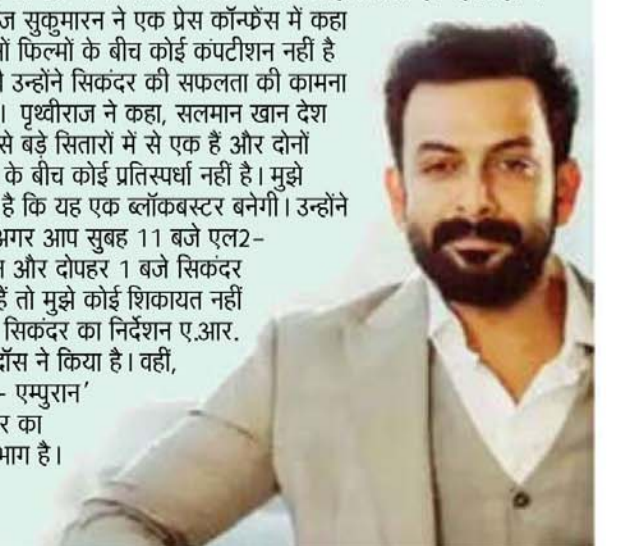 ज सुकुमारन ने एक प्रेस कॉन्फ्रेंस में कहा
ों फिल्मों के बीच कोई कंपटीशन नहीं है
उन्होंने सिकंदर की सफलता की कामना
। पृथ्वीराज ने कहा, सलमान खान देश
से बड़े सितारों में से एक हैं और दोनों
के बीच कोई प्रतिस्पर्धा नहीं है। मुझे
है कि यह एक ब्लॉकबस्टर बनेगी। उन्होंने
अगर आप सुबह 11 बजे एल2-
और दोपहर 1 बजे सिकंदर
हैं तो मुझे कोई शिकायत नहीं
सिकंदर का निर्देशन ए.आर.
दॉस ने किया है। वहीं,
- एम्पुरान'
र का
भाग है।